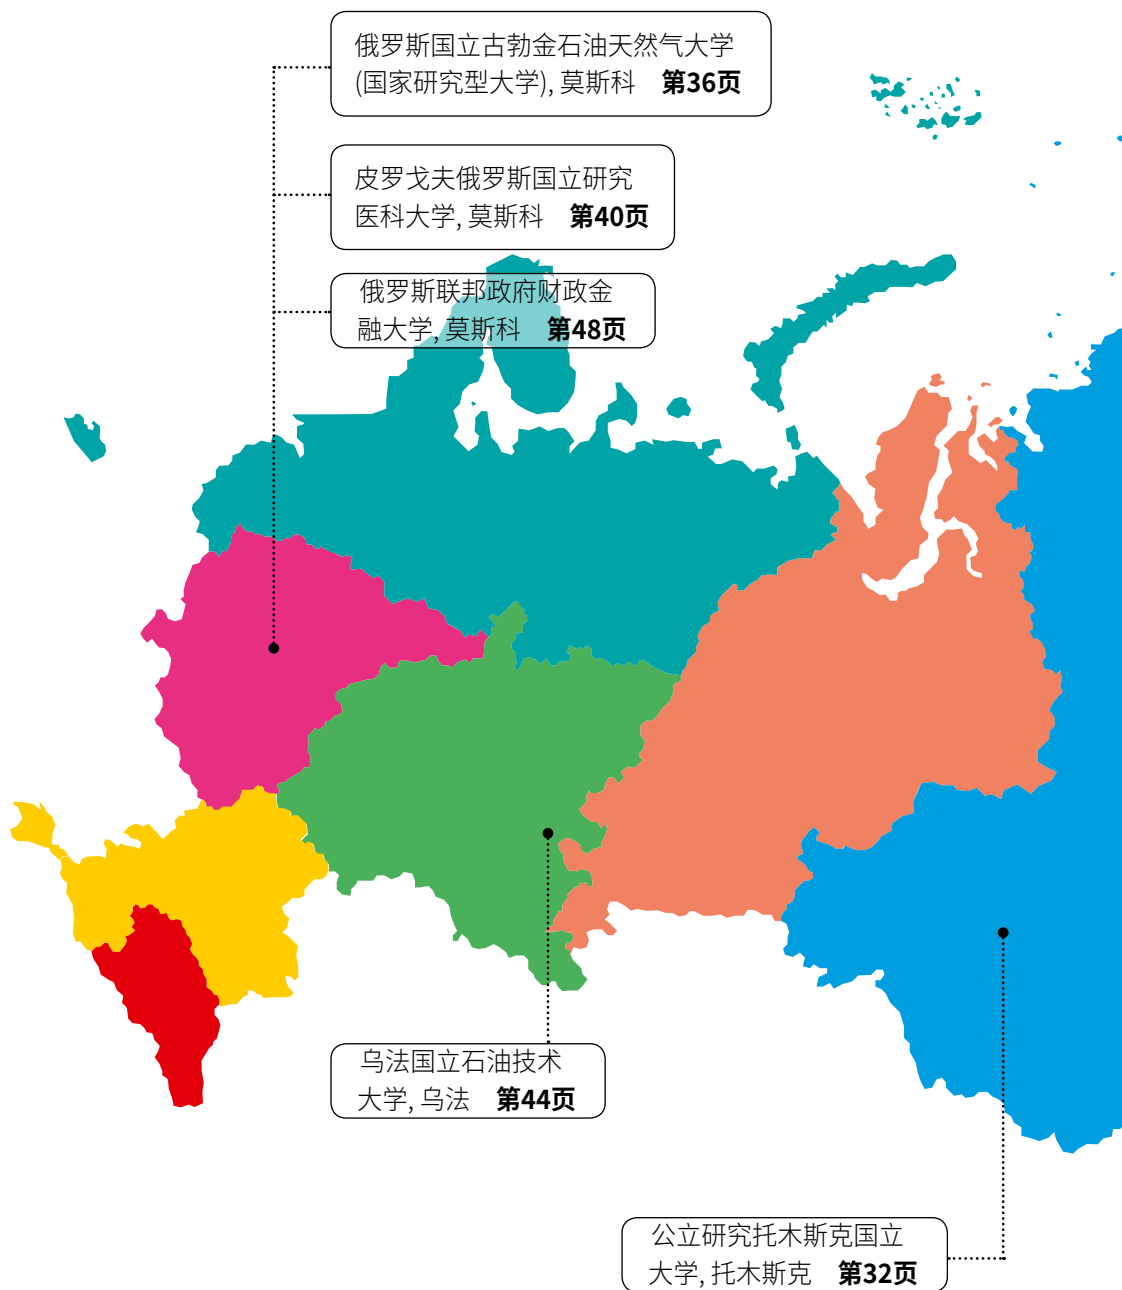 俄罗斯国立古勃金石油天然气大学
(国家研究型大学), 莫斯科 第36页
皮罗戈夫俄罗斯国立研究
医科大学, 莫斯科 第40页
俄罗斯联邦政府财政金
融大学, 莫斯科 第48页
乌法国立石油技术
大学, 乌法 第44页
公立研究托木斯克国立
大学, 托木斯克 第32页